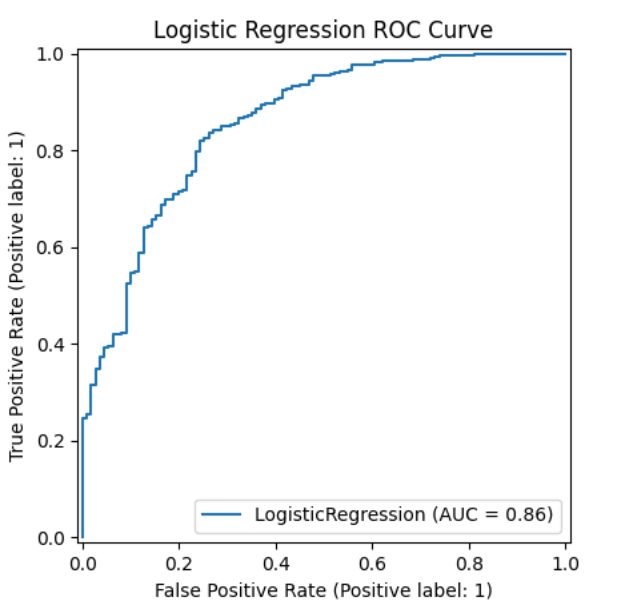 Logistic Regression ROC Curve
1.0
0.8
0.6
0.4
0.2
0.0
True Positive Rate (Positive label: 1)
LogisticRegression (AUC = 0.86)
0.0 0.2 0.4 0.6 0.8 1.0
False Positive Rate (Positive label: 1)